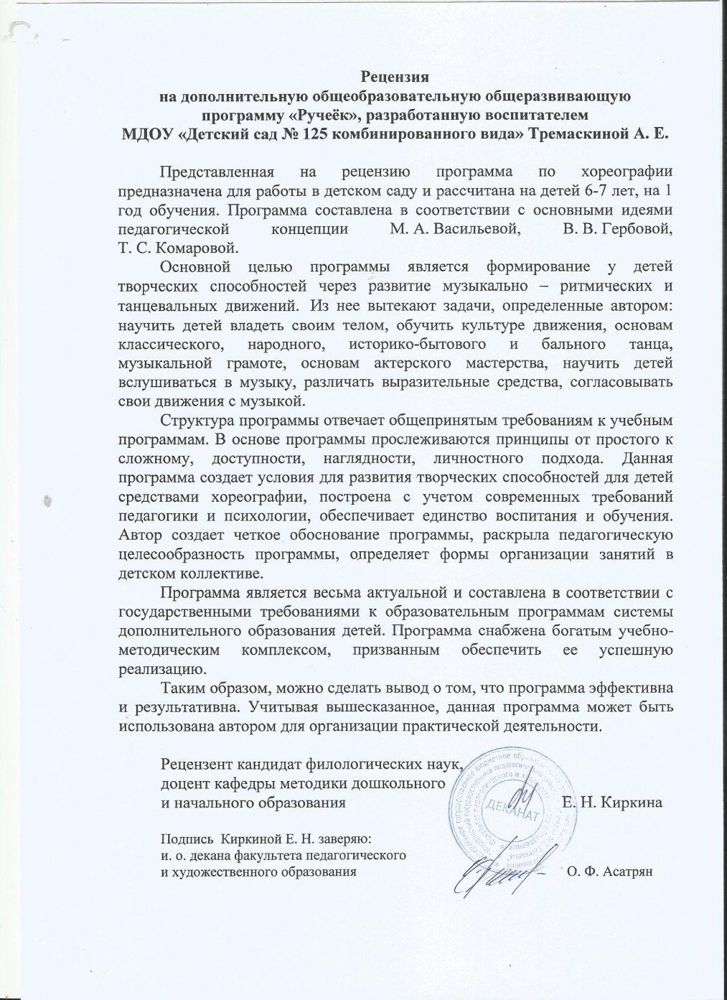 Рецензия
на дополнительную общеобразовательную общеразвивающую
программу «Ручеёк», разработанную воспитателем
МДОУ «Детский сад № 125 комбинированного вида» Тремаскиной А. Е.
Представленная на рецензию программа по хореографии
предназначена для работы в детском саду и рассчитана на детей 6-7 лет, на 1
год обучения. Программа составлена в соответствии с основными идеями
педагогической концепции М. А. Васильевой, В. В. Гербовой,
Т. С. Комаровой.
Основной целью программы является формирование у детей
творческих способностей через развитие музыкально – ритмических и
танцевальных движений. Из нее вытекают задачи, определенные автором:
научить детей владеть своим телом, обучить культуре движения, основам
классического, народного, историко-бытового и бального танца,
музыкальной грамоте, основам актерского мастерства, научить детей
вслушиваться в музыку, различать выразительные средства, согласовывать
свои движения с музыкой.
Структура программы отвечает общепринятым требованиям к учебным
программам. В основе программы прослеживаются принципы от простого к
сложному, доступности, наглядности, личностного подхода. Данная
программа создает условия для развития творческих способностей для детей
средствами хореографии, построена с учетом современных требований
педагогики и психологии, обеспечивает единство воспитания и обучения.
Автор создает четкое обоснование программы, раскрыла педагогическую
целесообразность программы, определяет формы организации занятий в
детском коллективе.
Программа является весьма актуальной и составлена в соответствии с
государственными требованиями к образовательным программам системы
дополнительного образования детей. Программа снабжена богатым учебно-
методическим комплексом, призванным обеспечить ее успешную
реализацию.
Таким образом, можно сделать вывод о том, что программа эффективна
и результативна. Учитывая вышесказанное, данная программа может быть
использована автором для организации практической деятельности.
Рецензент кандидат филологических наук,
доцент кафедры методики дошкольного
и начального образования Е. Н. Киркина
ДЕКАНАТ
Подпись Киркиной Е. Н. заверяю:
и. о. декана факультета педагогического
и художественного образования О. Ф. Асатрян